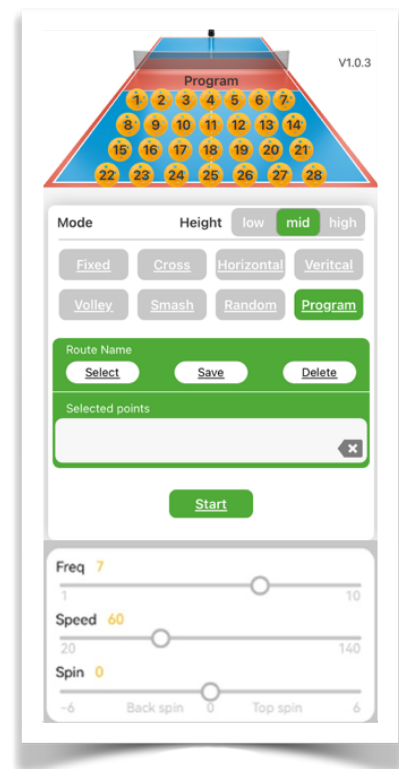 V1.0.3
Program
1 2 3 4 5 6 7
8 9 10 11 12 13 14
15 16 17 18 19 20 21
22 23 24 25 26 27 28
Mode Height low mid high
Fixed Cross Horizontal Veritcal
Volley Smash Random Program
Route Name
Select Save Delete
Selected points
Start
Freq 7
1 10
Speed 60
20 140
Spin 0
-6 Back spin 0 Top spin 6